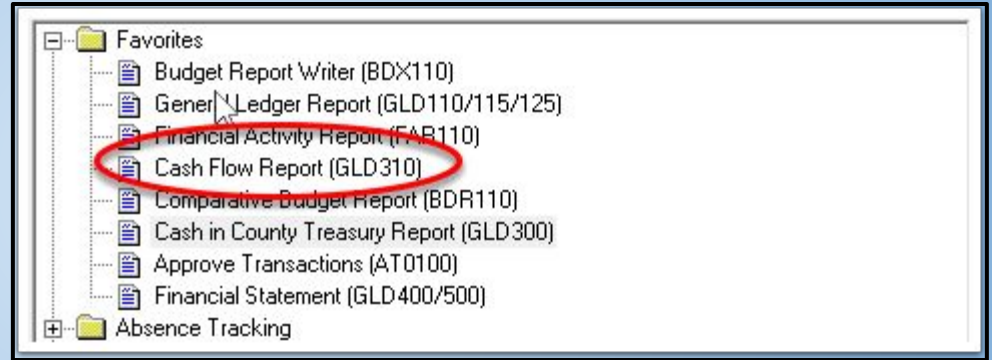 Favorites
Budget Report Writer (BDX110)
General Ledger Report (GLD110/115/125)
Financial Activity Report (FAR110)
Cash Flow Report (GLD310)
Comparative Budget Report (BDR110)
Cash in County Treasury Report (GLD300)
Approve Transactions (AT0100)
Financial Statement (GLD400/500)
Absence Tracking